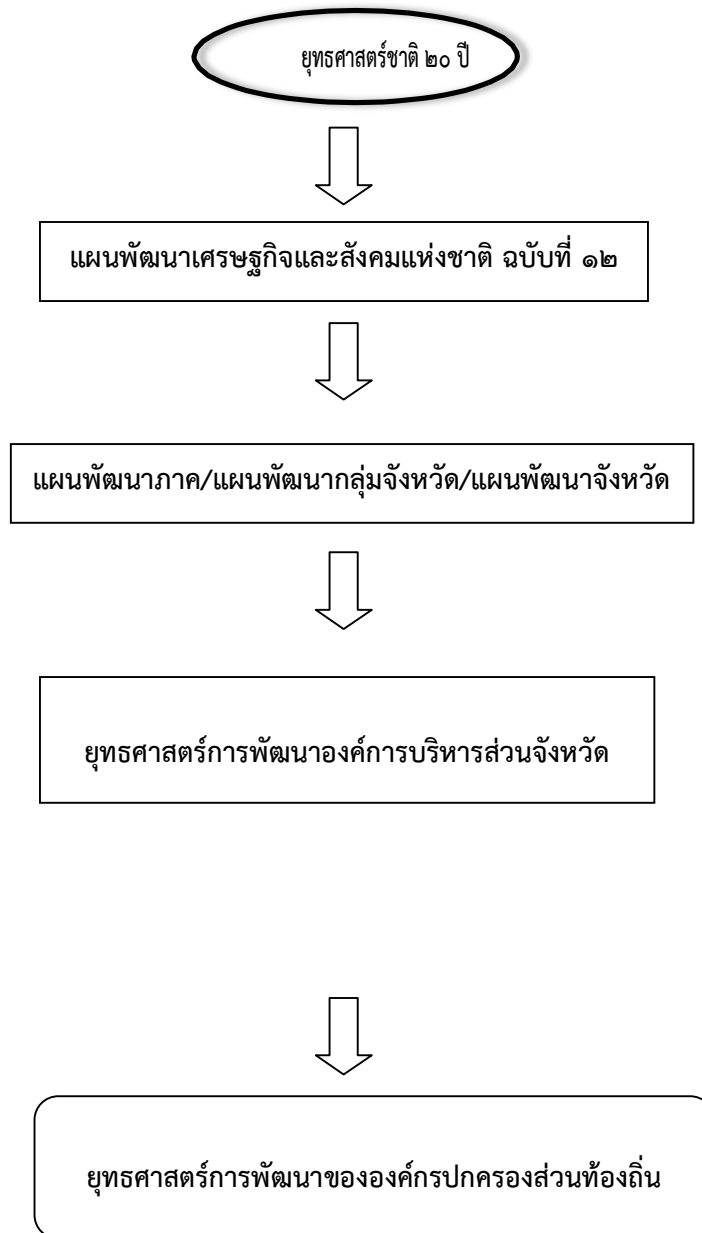 ยุทธศาสตร์ชาติ ๒๐ ปี
แผนพัฒนาเศรษฐกิจและสังคมแห่งชาติ ฉบับที่ ๑๒
แผนพัฒนาภาค/แผนพัฒนากลุ่มจังหวัด/แผนพัฒนาจังหวัด
ยุทธศาสตร์การพัฒนาองค์การบริหารส่วนจังหวัด
ยุทธศาสตร์การพัฒนาขององค์กรปกครองส่วนท้องถิ่น